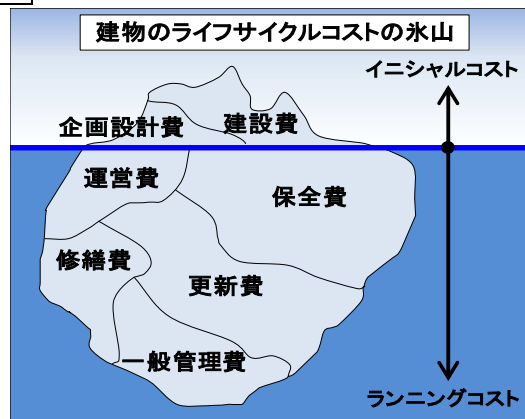 建物のライフサイクルコストの氷山
イニシャルコスト
企画設計費
建設費
運営費
保全費
修繕費
更新費
一般管理費
ランニングコスト